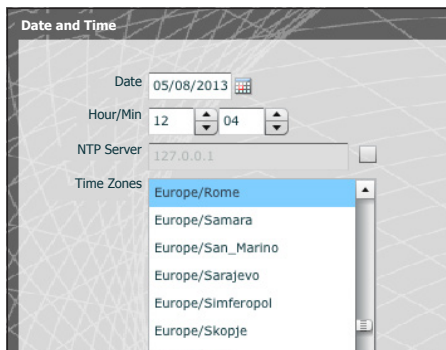 Date and Time
Date 05/08/2013
Hour/Min 12 04
NTP Server 127.0.0.1
Time Zones Europe/Rome
Europe/Samara
Europe/San_Marino
Europe/Sarajevo
Europe/Simferopol
Europe/Skopje